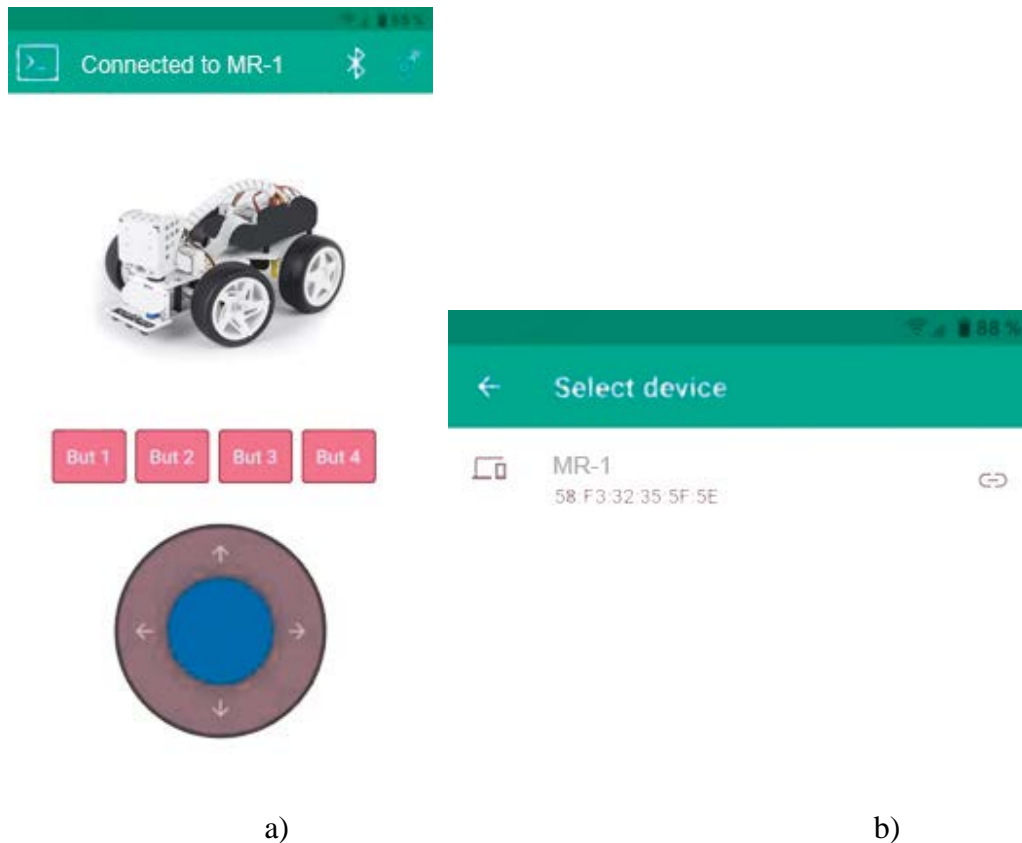 Connected to MR-1
But 1 But 2 But 3 But 4
a)
88 %
Select device
MR-1
58:F3:32:35:5F:5E
b)